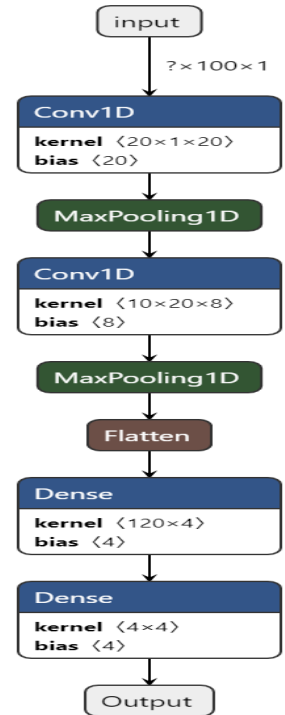 input
?×100×1
Conv1D
kernel ⟨20×1×20⟩
bias ⟨20⟩
MaxPooling1D
Conv1D
kernel ⟨10×20×8⟩
bias ⟨8⟩
MaxPooling1D
Flatten
Dense
kernel ⟨120×4⟩
bias ⟨4⟩
Dense
kernel ⟨4×4⟩
bias ⟨4⟩
Output